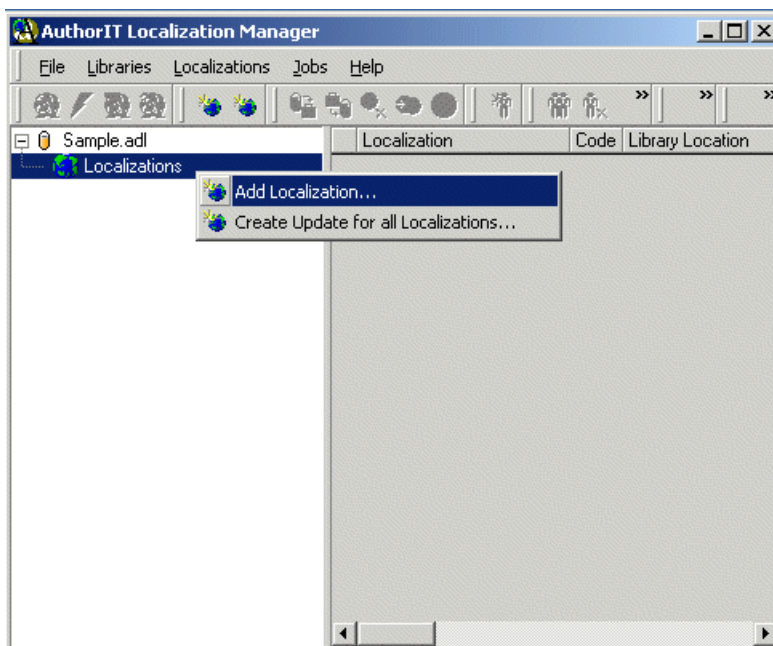 AuthorIT Localization Manager
File Libraries Localizations Jobs Help
Sample.adl
Localization Code Library Location
Localizations
Add Localization...
Create Update for all Localizations...